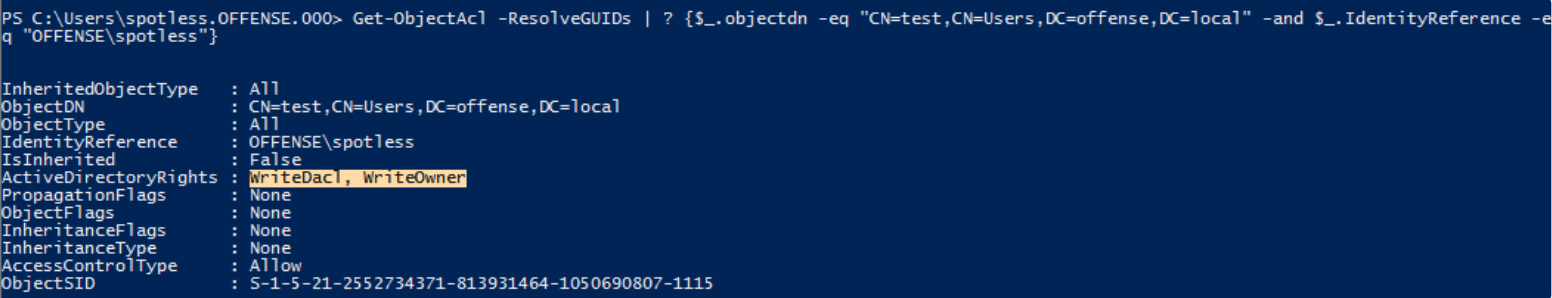 PS C:\Users\spotless.OFFENSE.000> Get-ObjectAcl -ResolveGUIDs | ? {$_.objectdn -eq "CN=test,CN=Users,DC=offense,DC=local" -and $_.IdentityReference -e
q "OFFENSE\spotless"}
InheritedObjectType : All
ObjectDN : CN=test,CN=Users,DC=offense,DC=local
ObjectType : All
IdentityReference : OFFENSE\spotless
IsInherited : False
ActiveDirectoryRights : WriteDacl, WriteOwner
PropagationFlags : None
ObjectFlags : None
InheritanceFlags : None
InheritanceType : None
AccessControlType : Allow
ObjectSID : S-1-5-21-2552734371-813931464-1050690807-1115